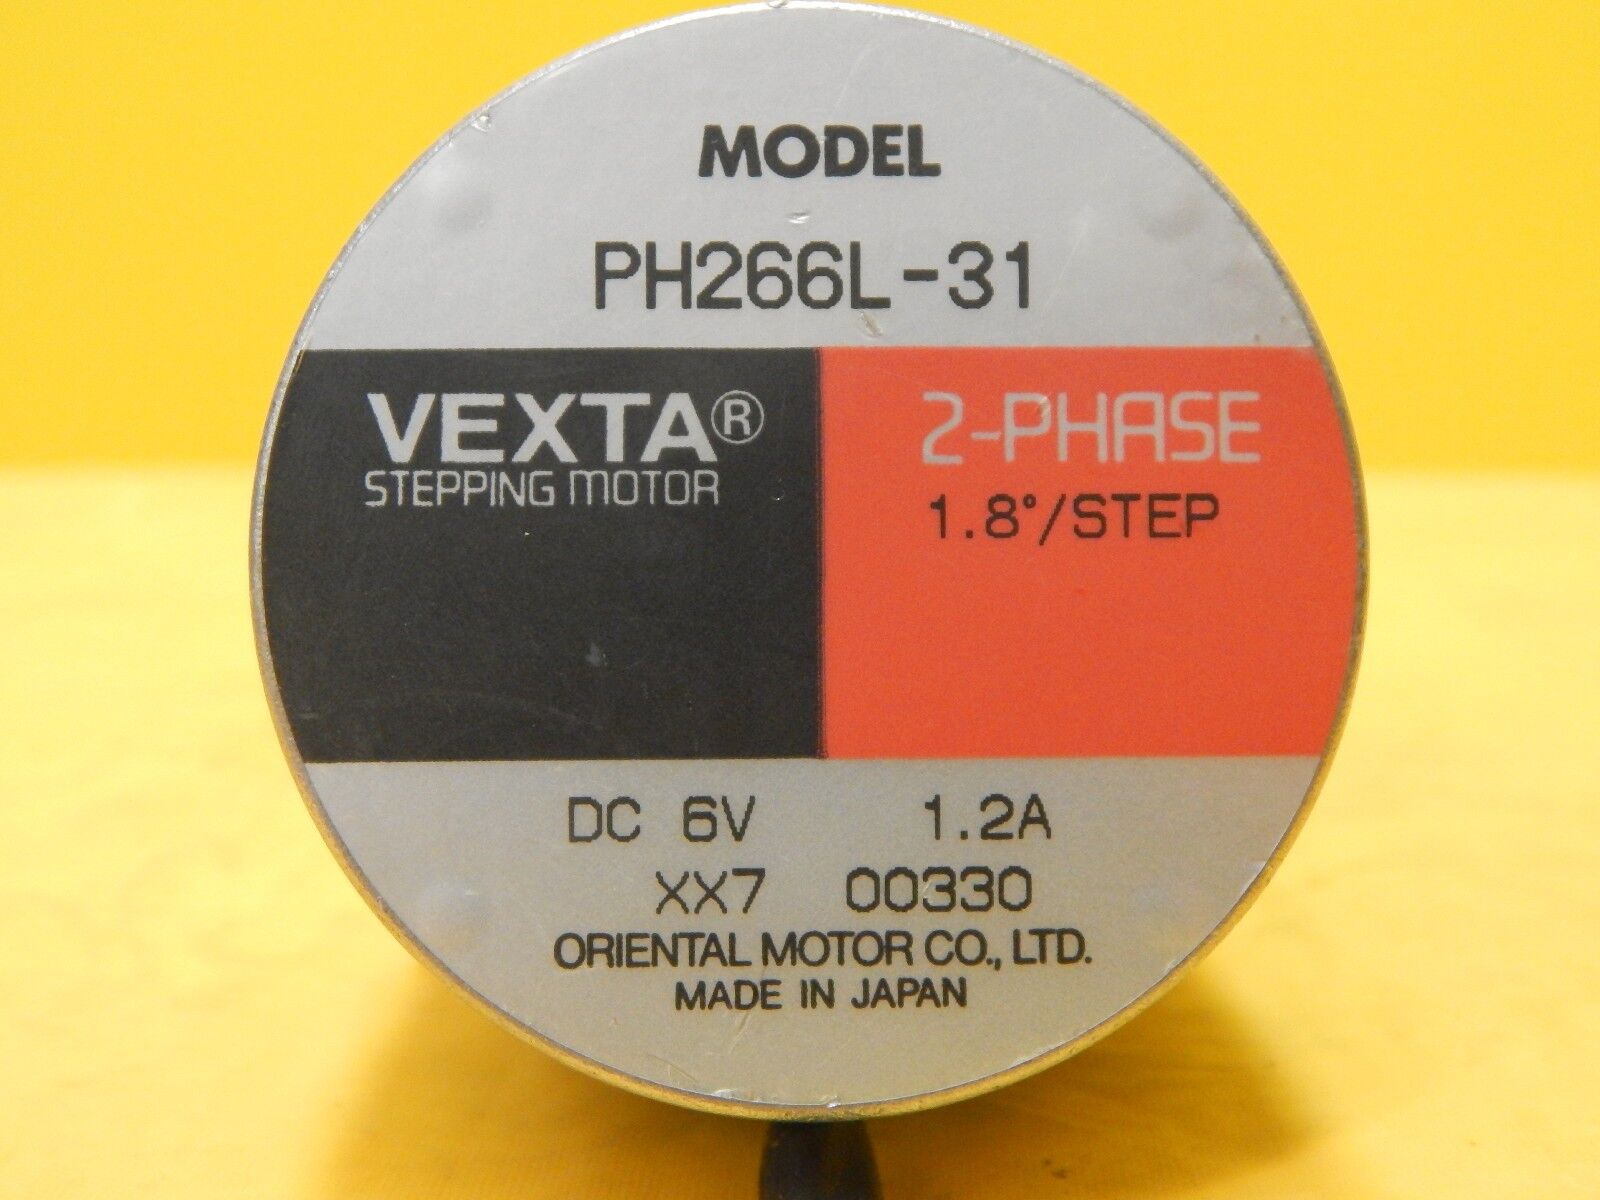 MODEL
PH266L-31
VEXTA®
STEPPING MOTOR
2-PHASE
1.8°/STEP
DC 6V 1.2A
XX7 00330
ORIENTAL MOTOR CO., LTD.
MADE IN JAPAN